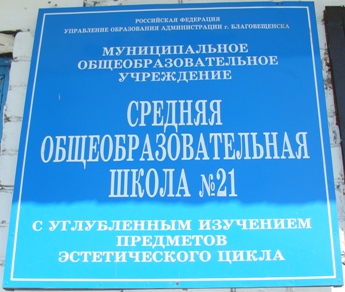 РОССИЙСКАЯ ФЕДЕРАЦИЯ
УПРАВЛЕНИЕ ОБРАЗОВАНИЯ АДМИНИСТРАЦИИ г. БЛАГОВЕЩЕНСКА
МУНИЦИПАЛЬНОЕ
ОБЩЕОБРАЗОВАТЕЛЬНОЕ
УЧРЕЖДЕНИЕ
СРЕДНЯЯ
ОБЩЕОБРАЗОВАТЕЛЬНАЯ
ШКОЛА №21
С УГЛУБЛЕННЫМ ИЗУЧЕНИЕМ
ПРЕДМЕТОВ
ЭСТЕТИЧЕСКОГО ЦИКЛА